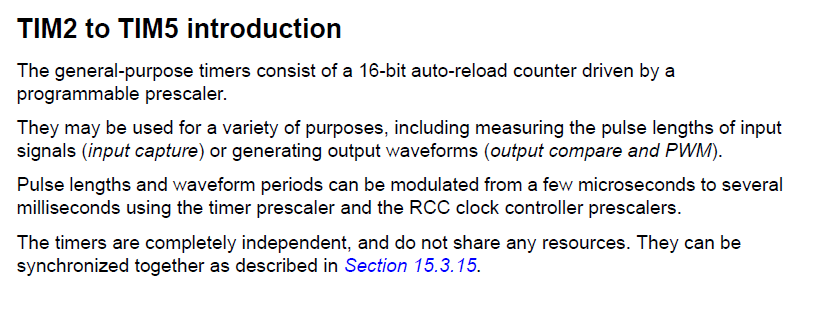 TIM2 to TIM5 introduction
The general-purpose timers consist of a 16-bit auto-reload counter driven by a
programmable prescaler.
They may be used for a variety of purposes, including measuring the pulse lengths of input
signals (input capture) or generating output waveforms (output compare and PWM).
Pulse lengths and waveform periods can be modulated from a few microseconds to several
milliseconds using the timer prescaler and the RCC clock controller prescalers.
The timers are completely independent, and do not share any resources. They can be
synchronized together as described in Section 15.3.15.